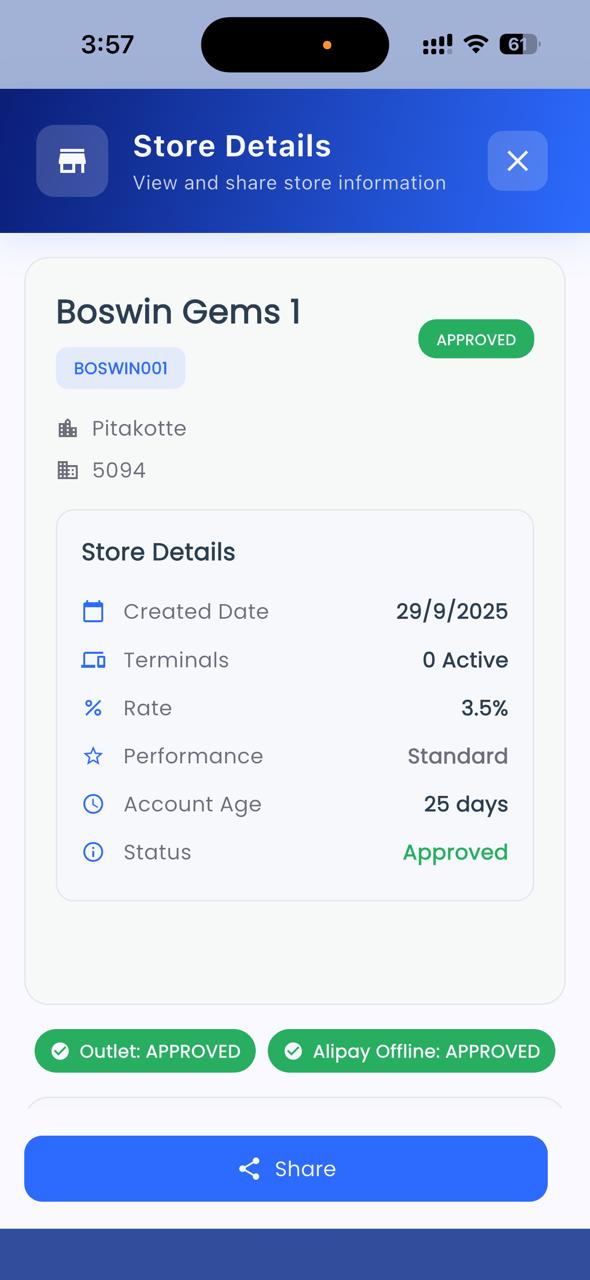 3:57
61
Store Details
View and share store information
Boswin Gems 1
APPROVED
BOSWIN001
Pitakotte
5094
Store Details
Created Date 29/9/2025
Terminals 0 Active
Rate 3.5%
Performance Standard
Account Age 25 days
Status Approved
Outlet: APPROVED Alipay Offline: APPROVED
Share